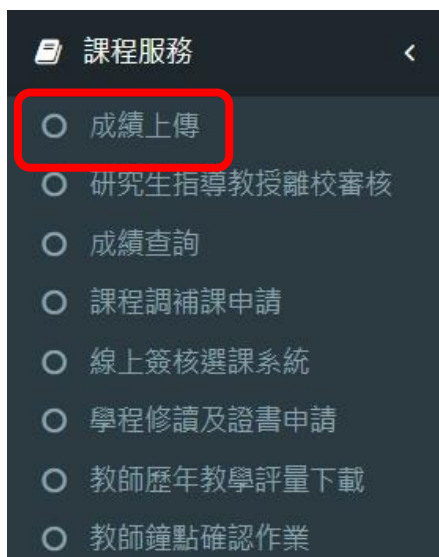 課程服務
成績上傳
研究生指導教授離校審核
成績查詢
課程調補課申請
線上簽核選課系統
學程修讀及證書申請
教師歷年教學評量下載
教師鐘點確認作業